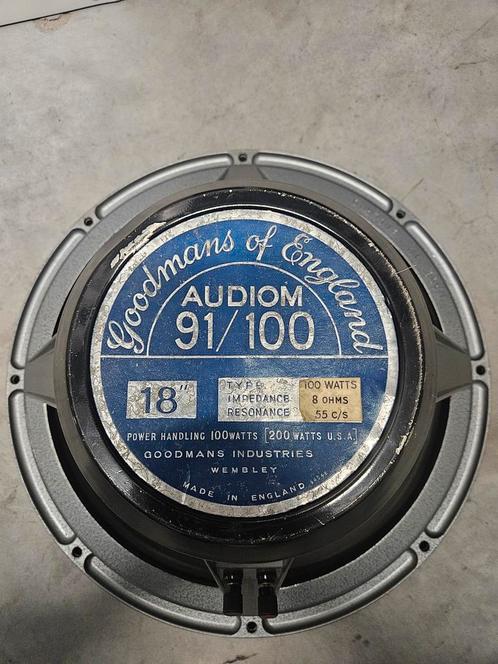 Goodmans of England
AUDIOM
91/100
18"
TYPE 100 WATTS
IMPEDANCE 8 OHMS
RESONANCE 55 C/S
POWER HANDLING 100WATTS [200 WATTS U.S.A.]
GOODMANS INDUSTRIES
WEMBLEY
MADE IN ENGLAND